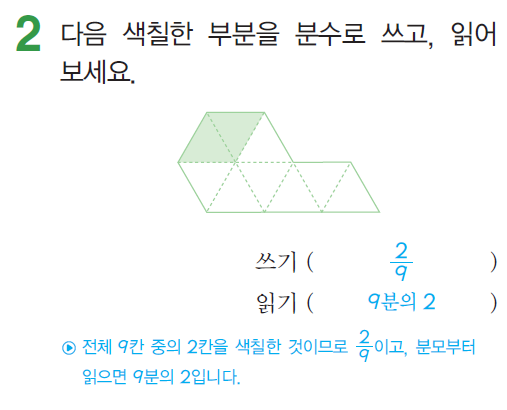 2 다음 색칠한 부분을 분수로 쓰고, 읽어
보세요.
쓰기 ( 2/9 )
읽기 ( 9분의 2 )
▶ 전체 9칸 중의 2칸을 색칠한 것이므로 2/9이고, 분모부터
읽으면 9분의 2입니다.